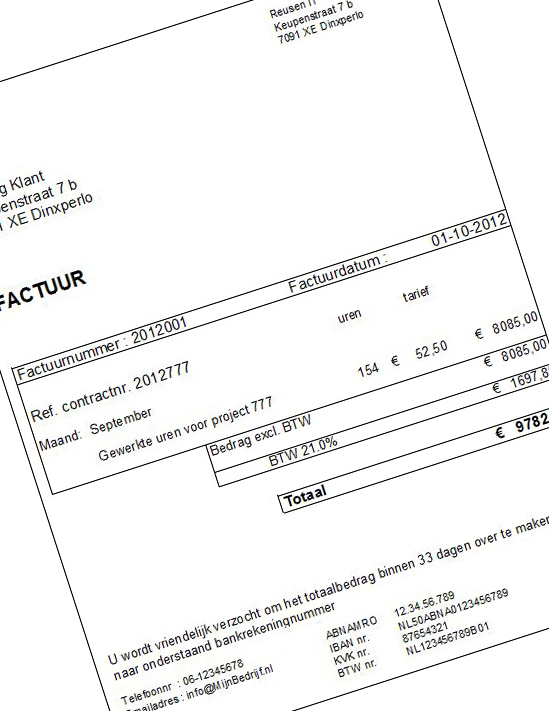 Reusen IT
Keupenstraat 7 b
7091 XE Dinxperlo
g Klant
enstraat 7 b
1 XE Dinxperlo
FACTUUR
Factuurnummer : 2012001 Factuurdatum : 01-10-2012
uren tarief
Ref. contractnr. 2012777
Maand: September
Gewerkte uren voor project 777 154 € 52,50 € 8085,00
Bedrag excl. BTW € 8085,00
BTW 21.0% € 1697,8
Totaal € 9782
U wordt vriendelijk verzocht om het totaalbedrag binnen 33 dagen over te maken
naar onderstaand bankrekeningnummer
Telefoonnr : 06-12345678
Emailadres : info@MijnBedrijf.nl
ABNAMRO 12.34.56.789
IBAN nr. NL50ABNA0123456789
KVK nr. 87654321
BTW nr. NL123456789B01